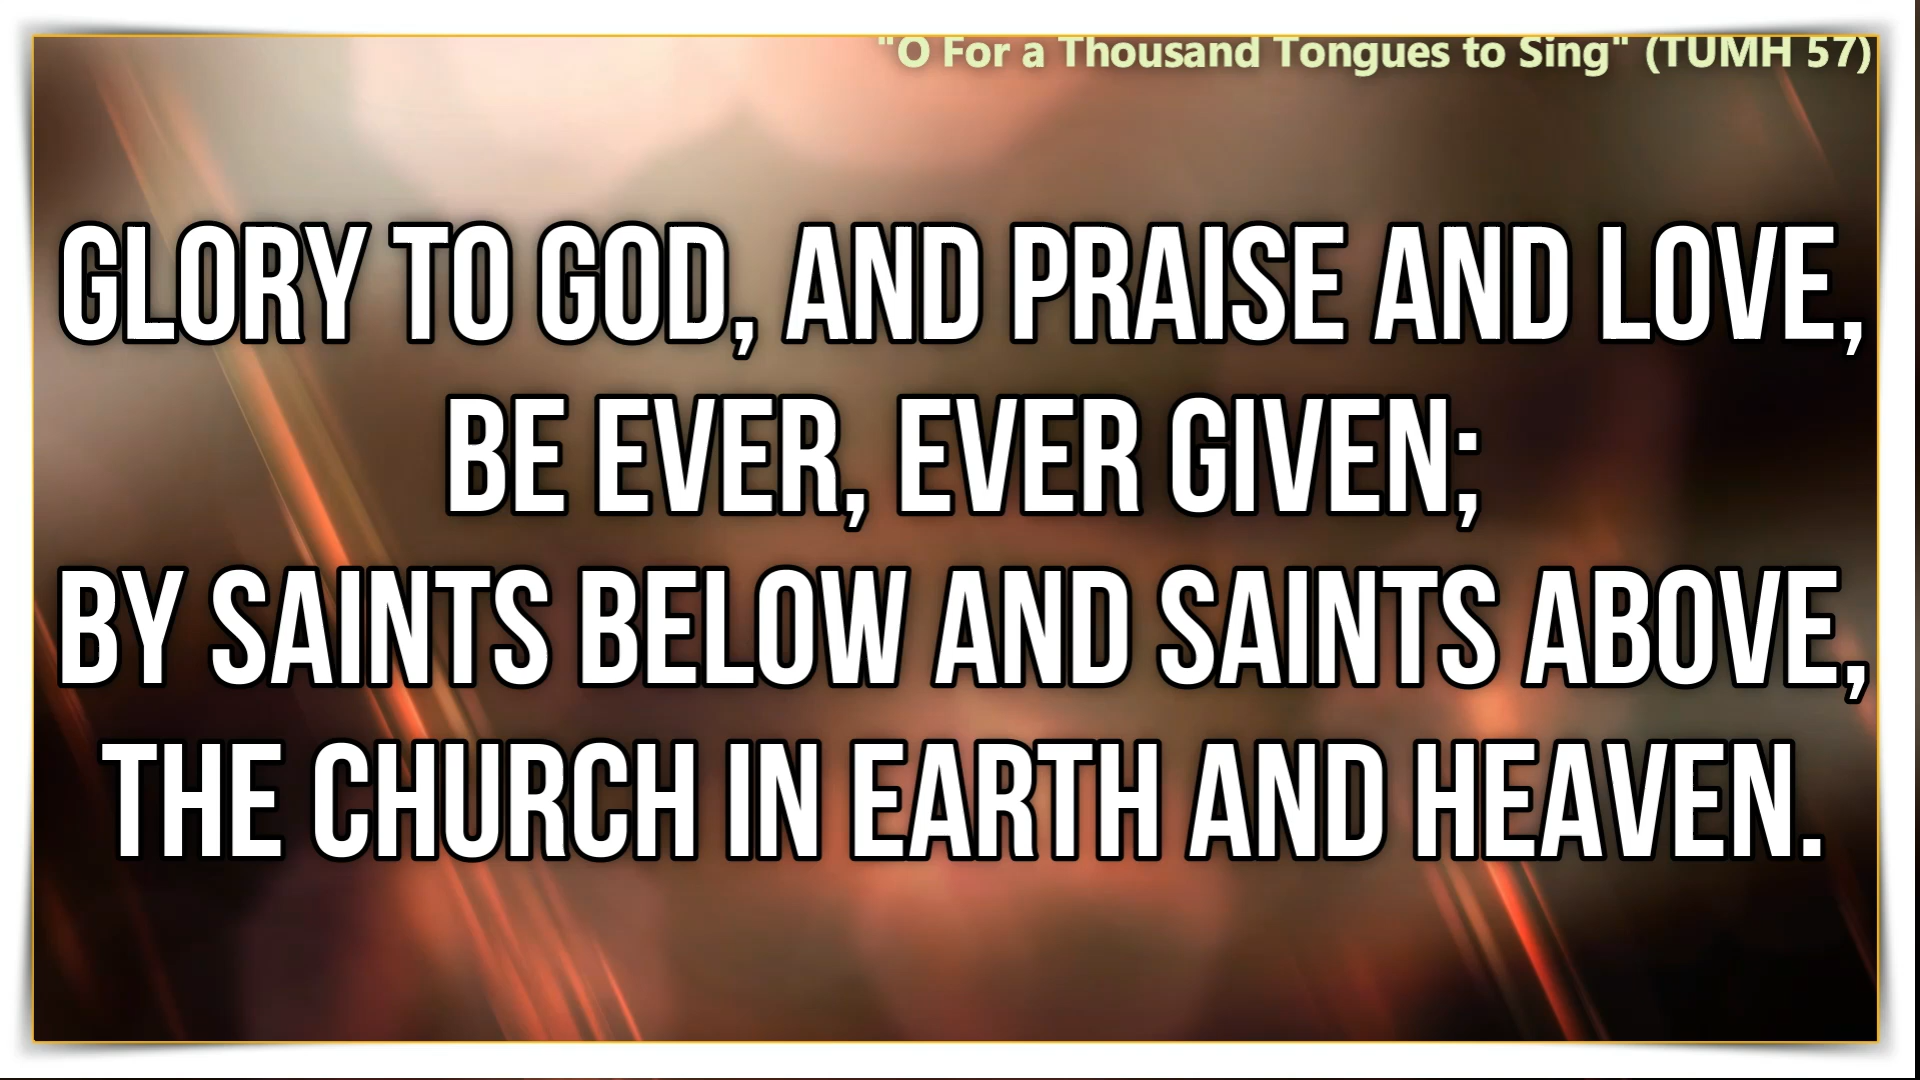 "O For a Thousand Tongues to Sing" (TUMH 57)
GLORY TO GOD, AND PRAISE AND LOVE,
BE EVER, EVER GIVEN;
BY SAINTS BELOW AND SAINTS ABOVE,
THE CHURCH IN EARTH AND HEAVEN.